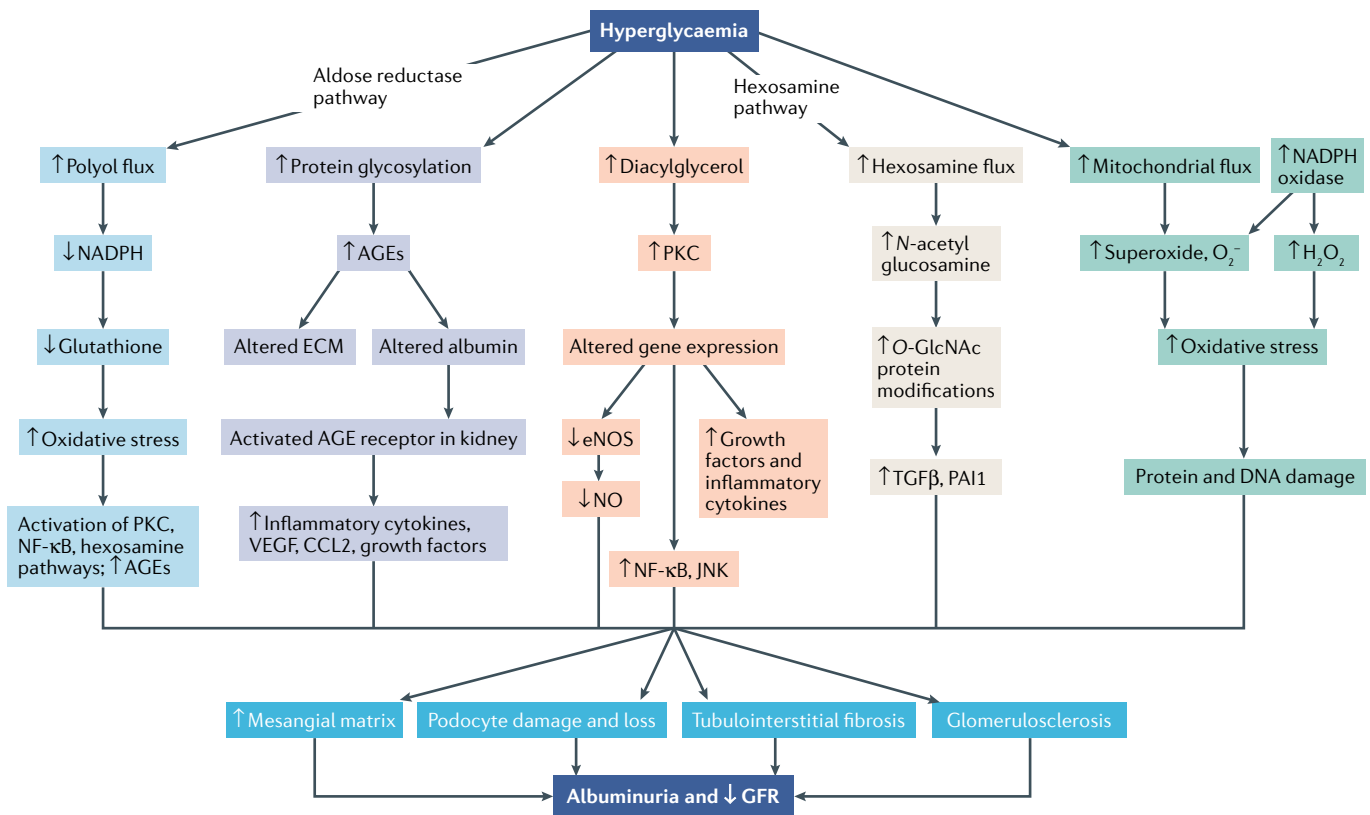 Hyperglycaemia
Aldose reductase
pathway
Hexosamine
pathway
↑Polyol flux
↑Protein glycosylation
↑Diacylglycerol
↑Hexosamine flux
↑Mitochondrial flux
↑NADPH
oxidase
↓NADPH
↑AGEs
↑PKC
↑N-acetyl
glucosamine
↑Superoxide, O₂⁻
↑H₂O₂
↓Glutathione
Altered ECM
Altered albumin
Altered gene expression
↑O-GlcNAc
protein
modifications
↑Oxidative stress
↑Oxidative stress
Activated AGE receptor in kidney
↓eNOS
↑Growth
factors and
inflammatory
cytokines
↑TGFβ, PAI1
Protein and DNA damage
↓NO
Activation of PKC,
NF-κB, hexosamine
pathways; ↑AGEs
↑Inflammatory cytokines,
VEGF, CCL2, growth factors
↑NF-κB, JNK
↑Mesangial matrix
Podocyte damage and loss
Tubulointerstitial fibrosis
Glomerulosclerosis
Albuminuria and ↓GFR